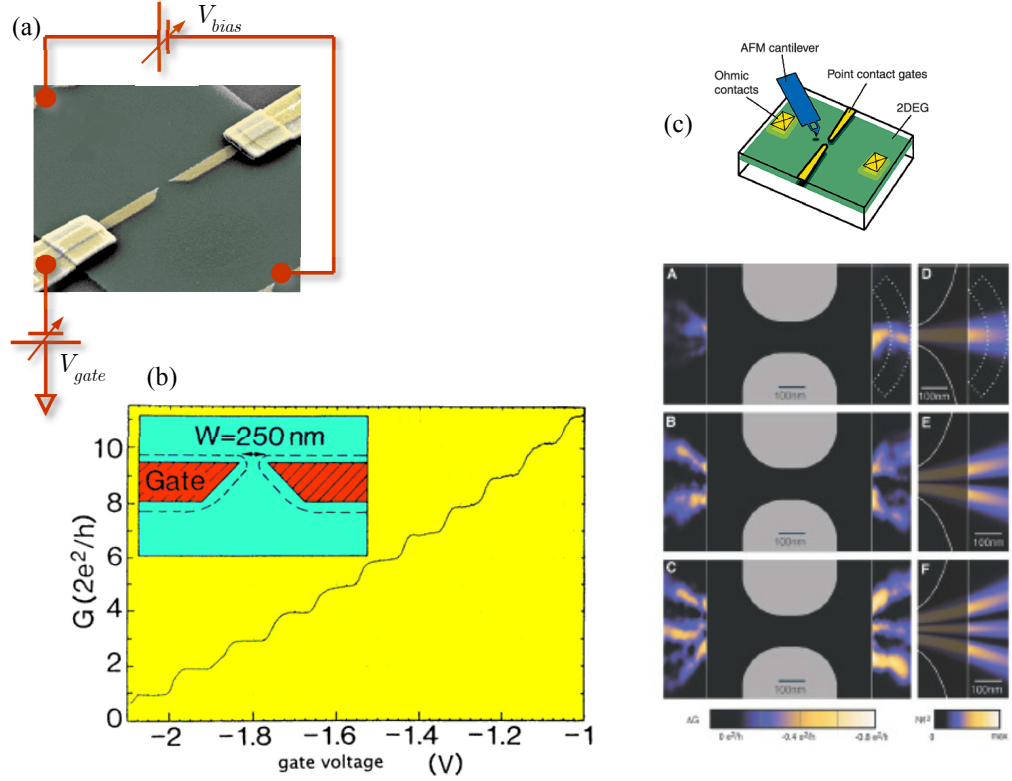 (a)
V_bias
V_gate
(b)
G (2e²/h)
10
8
6
4
2
0
W=250 nm
Gate
−2
−1.8
−1.6
−1.4
−1.2
−1
gate voltage (V)
(c)
AFM cantilever
Ohmic
contacts
Point contact gates
2DEG
A
100nm
D
100nm
B
100nm
E
100nm
C
100nm
F
100nm
ΔG
0 e²/h
-0.4 e²/h
-0.8 e²/h
0
max